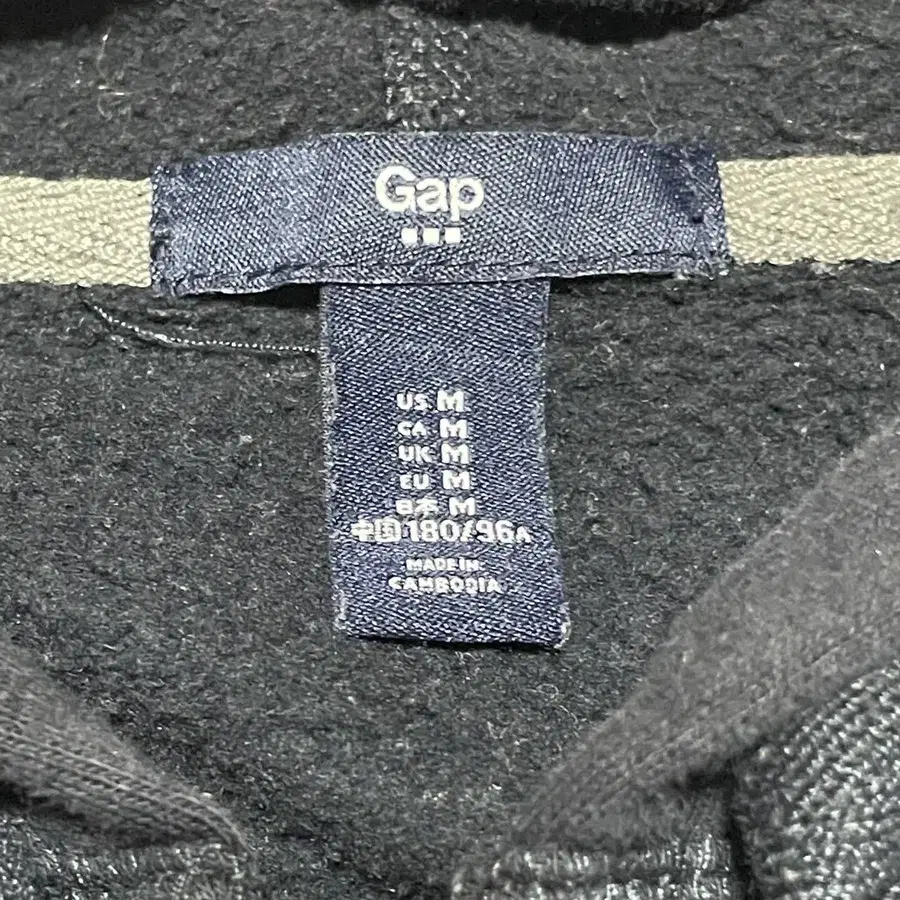 Gap
US M
CA M
UK M
EU M
日本 M
中国 180/96A
MADE IN
CAMBODIA